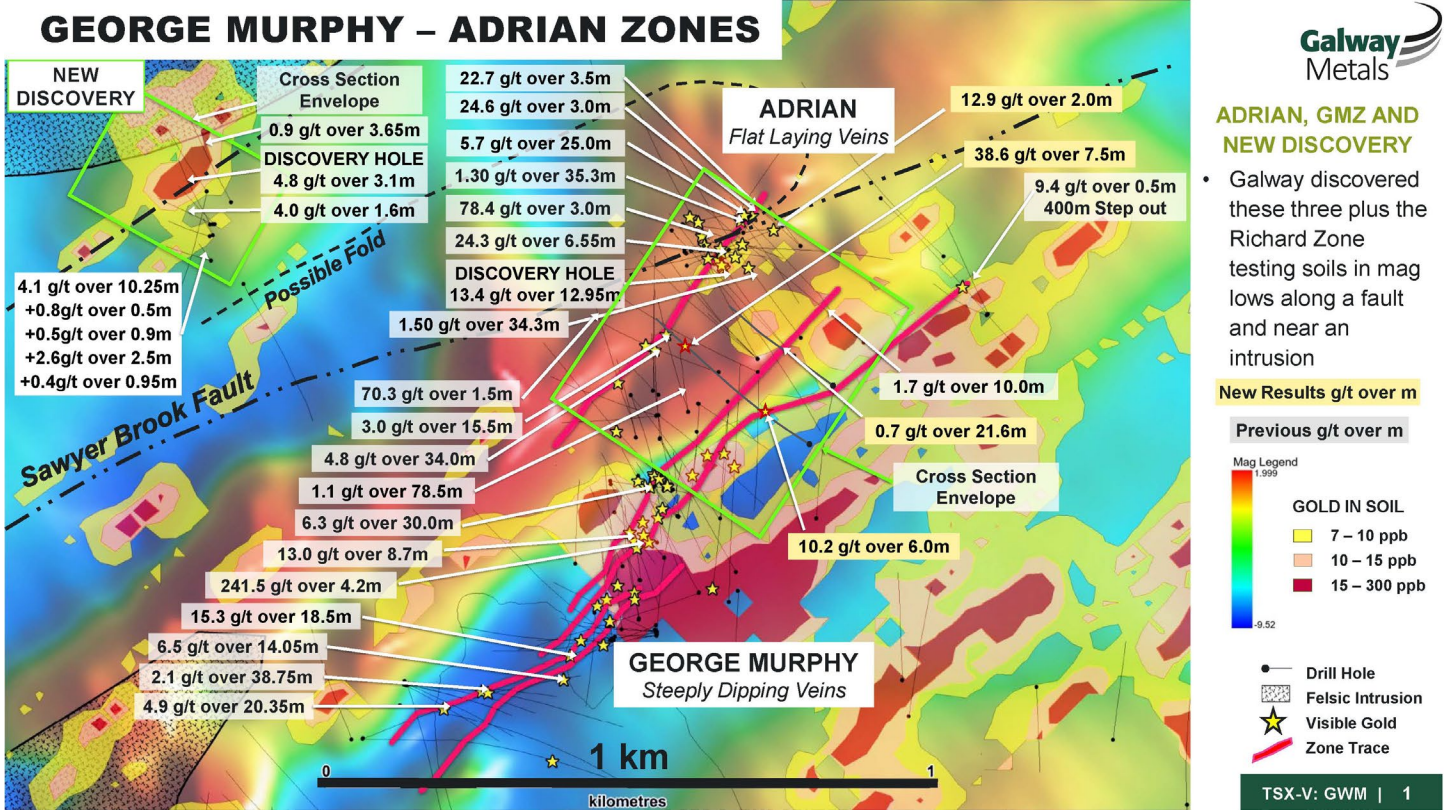 GEORGE MURPHY – ADRIAN ZONES
NEW
DISCOVERY
Cross Section
Envelope
0.9 g/t over 3.65m
DISCOVERY HOLE
4.8 g/t over 3.1m
4.0 g/t over 1.6m
4.1 g/t over 10.25m
+0.8g/t over 0.5m
+0.5g/t over 0.9m
+2.6g/t over 2.5m
+0.4g/t over 0.95m
Possible Fold
Sawyer Brook Fault
22.7 g/t over 3.5m
24.6 g/t over 3.0m
5.7 g/t over 25.0m
1.30 g/t over 35.3m
78.4 g/t over 3.0m
24.3 g/t over 6.55m
DISCOVERY HOLE
13.4 g/t over 12.95m
1.50 g/t over 34.3m
70.3 g/t over 1.5m
3.0 g/t over 15.5m
4.8 g/t over 34.0m
1.1 g/t over 78.5m
6.3 g/t over 30.0m
13.0 g/t over 8.7m
241.5 g/t over 4.2m
15.3 g/t over 18.5m
6.5 g/t over 14.05m
2.1 g/t over 38.75m
4.9 g/t over 20.35m
ADRIAN
Flat Laying Veins
12.9 g/t over 2.0m
38.6 g/t over 7.5m
9.4 g/t over 0.5m
400m Step out
1.7 g/t over 10.0m
0.7 g/t over 21.6m
Cross Section
Envelope
10.2 g/t over 6.0m
GEORGE MURPHY
Steeply Dipping Veins
1 km
0
1
kilometres
Galway
Metals
ADRIAN, GMZ AND
NEW DISCOVERY
• Galway discovered
these three plus the
Richard Zone
testing soils in mag
lows along a fault
and near an
intrusion
New Results g/t over m
Previous g/t over m
Mag Legend
1.999
-9.52
GOLD IN SOIL
7 – 10 ppb
10 – 15 ppb
15 – 300 ppb
Drill Hole
Felsic Intrusion
Visible Gold
Zone Trace
TSX-V: GWM | 1